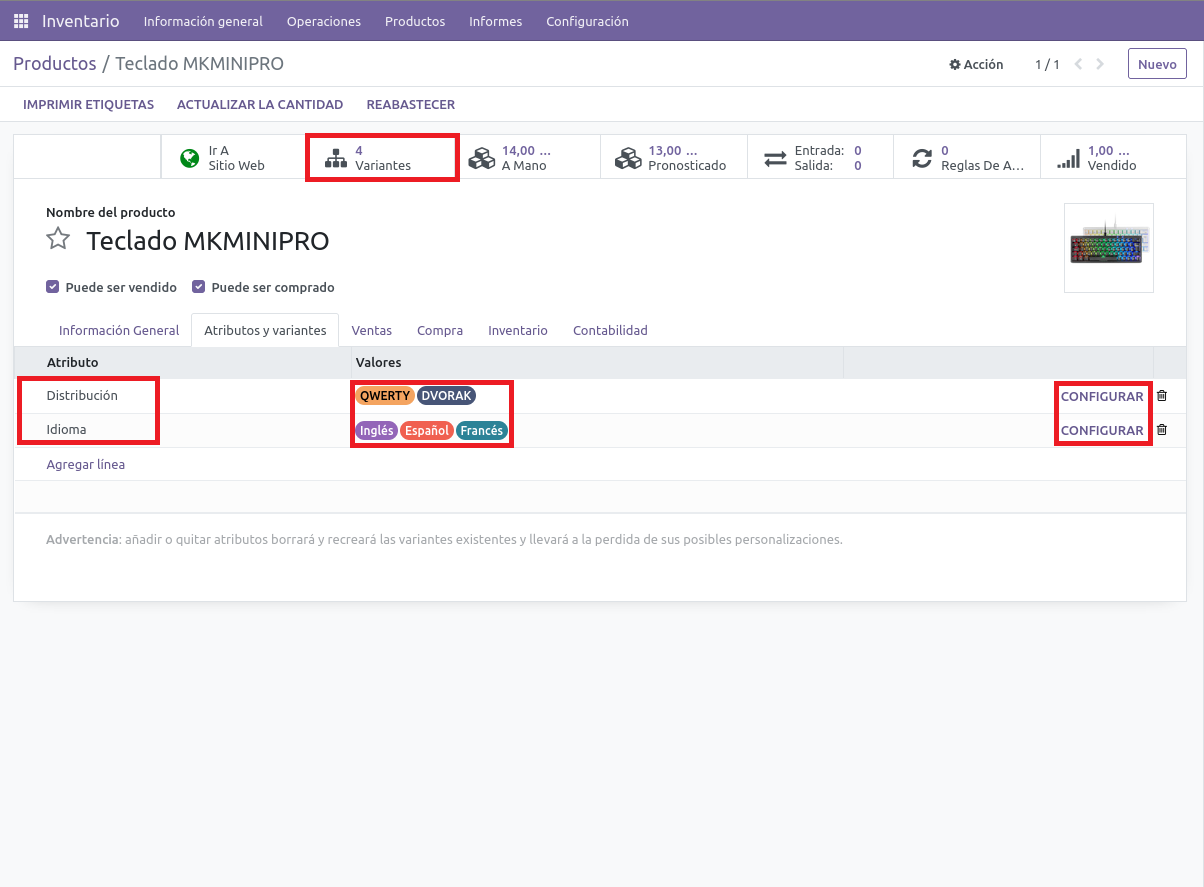 Inventario Información general Operaciones Productos Informes Configuración
Productos / Teclado MKMINIPRO Acción 1 / 1 Nuevo
IMPRIMIR ETIQUETAS ACTUALIZAR LA CANTIDAD REABASTECER
Ir A
Sitio Web
4
Variantes
14,00 ...
A Mano
13,00 ...
Pronosticado
Entrada: 0
Salida: 0
0
Reglas De A...
1,00 ...
Vendido
Nombre del producto
Teclado MKMINIPRO
Puede ser vendido Puede ser comprado
Información General Atributos y variantes Ventas Compra Inventario Contabilidad
Atributo Valores
Distribución QWERTY DVORAK CONFIGURAR
Idioma Inglés Español Francés CONFIGURAR
Agregar línea
Advertencia: añadir o quitar atributos borrará y recreará las variantes existentes y llevará a la perdida de sus posibles personalizaciones.